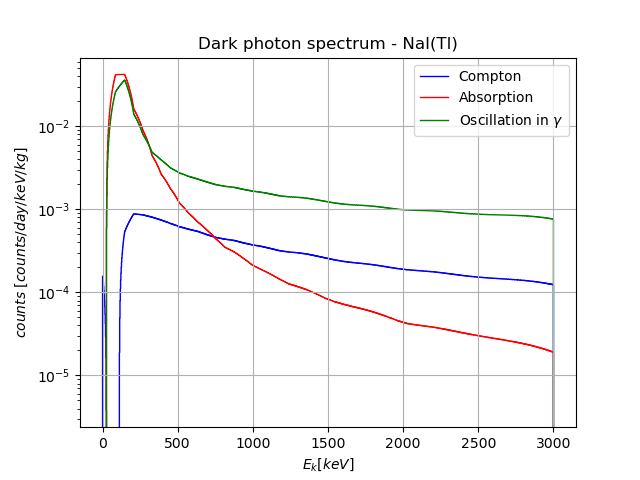 Dark photon spectrum - NaI(Tl)
Compton
Absorption
Oscillation in γ
counts [counts/day/keV/kg]
10⁻²
10⁻³
10⁻⁴
10⁻⁵
0 500 1000 1500 2000 2500 3000
Eₖ[keV]